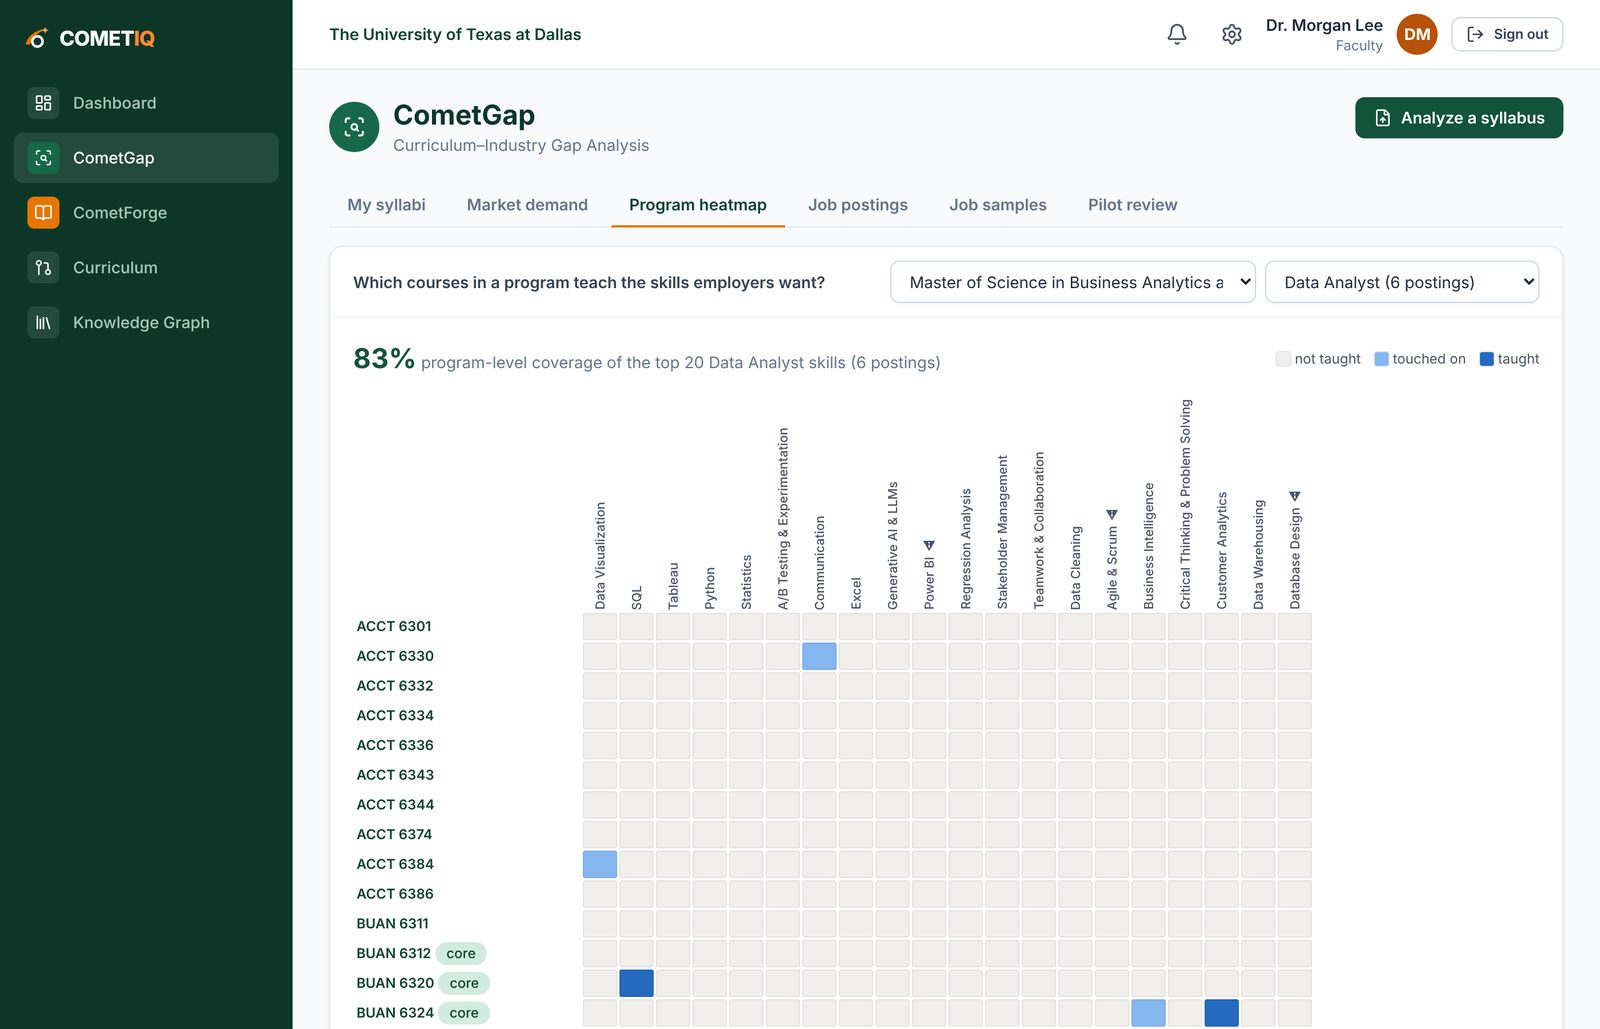 COMETIQ
The University of Texas at Dallas
Dr. Morgan Lee
Faculty
DM
Sign out
Dashboard
CometGap
CometForge
Curriculum
Knowledge Graph
CometGap
Curriculum–Industry Gap Analysis
Analyze a syllabus
My syllabi
Market demand
Program heatmap
Job postings
Job samples
Pilot review
Which courses in a program teach the skills employers want?
Master of Science in Business Analytics a
Data Analyst (6 postings)
83% program-level coverage of the top 20 Data Analyst skills (6 postings)
not taught
touched on
taught
Data Visualization
SQL
Tableau
Python
Statistics
A/B Testing & Experimentation
Communication
Excel
Generative AI & LLMs
Power BI
Regression Analysis
Stakeholder Management
Teamwork & Collaboration
Data Cleaning
Agile & Scrum
Business Intelligence
Critical Thinking & Problem Solving
Customer Analytics
Data Warehousing
Database Design
ACCT 6301
ACCT 6330
ACCT 6332
ACCT 6334
ACCT 6336
ACCT 6343
ACCT 6344
ACCT 6374
ACCT 6384
ACCT 6386
BUAN 6311
BUAN 6312 core
BUAN 6320 core
BUAN 6324 core